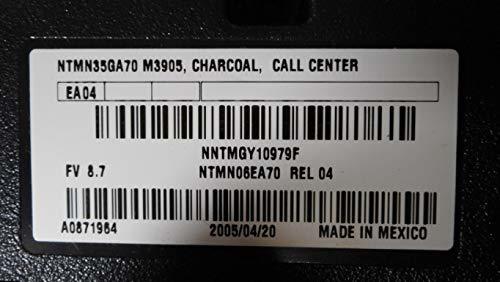 NTMN35GA70 M3905, CHARCOAL, CALL CENTER
EA04
NNTMGY10979F
FV 8.7 NTMN06EA70 REL 04
A0871964 2005/04/20 MADE IN MEXICO